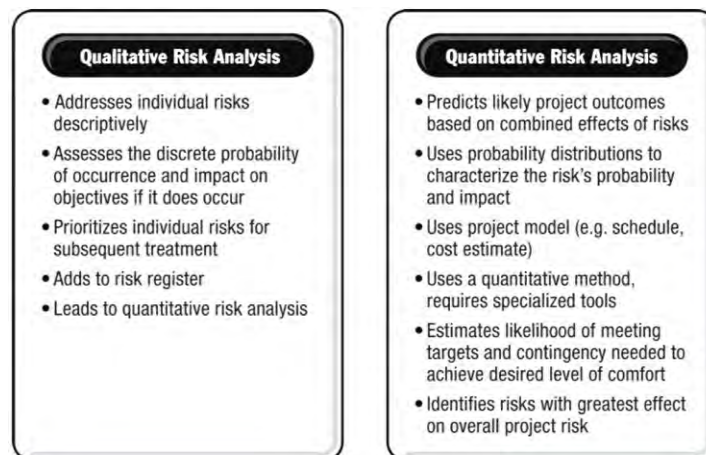 Qualitative Risk Analysis
• Addresses individual risks
descriptively
• Assesses the discrete probability
of occurrence and impact on
objectives if it does occur
• Prioritizes individual risks for
subsequent treatment
• Adds to risk register
• Leads to quantitative risk analysis
Quantitative Risk Analysis
• Predicts likely project outcomes
based on combined effects of risks
• Uses probability distributions to
characterize the risk's probability
and impact
• Uses project model (e.g. schedule,
cost estimate)
• Uses a quantitative method,
requires specialized tools
• Estimates likelihood of meeting
targets and contingency needed to
achieve desired level of comfort
• Identifies risks with greatest effect
on overall project risk